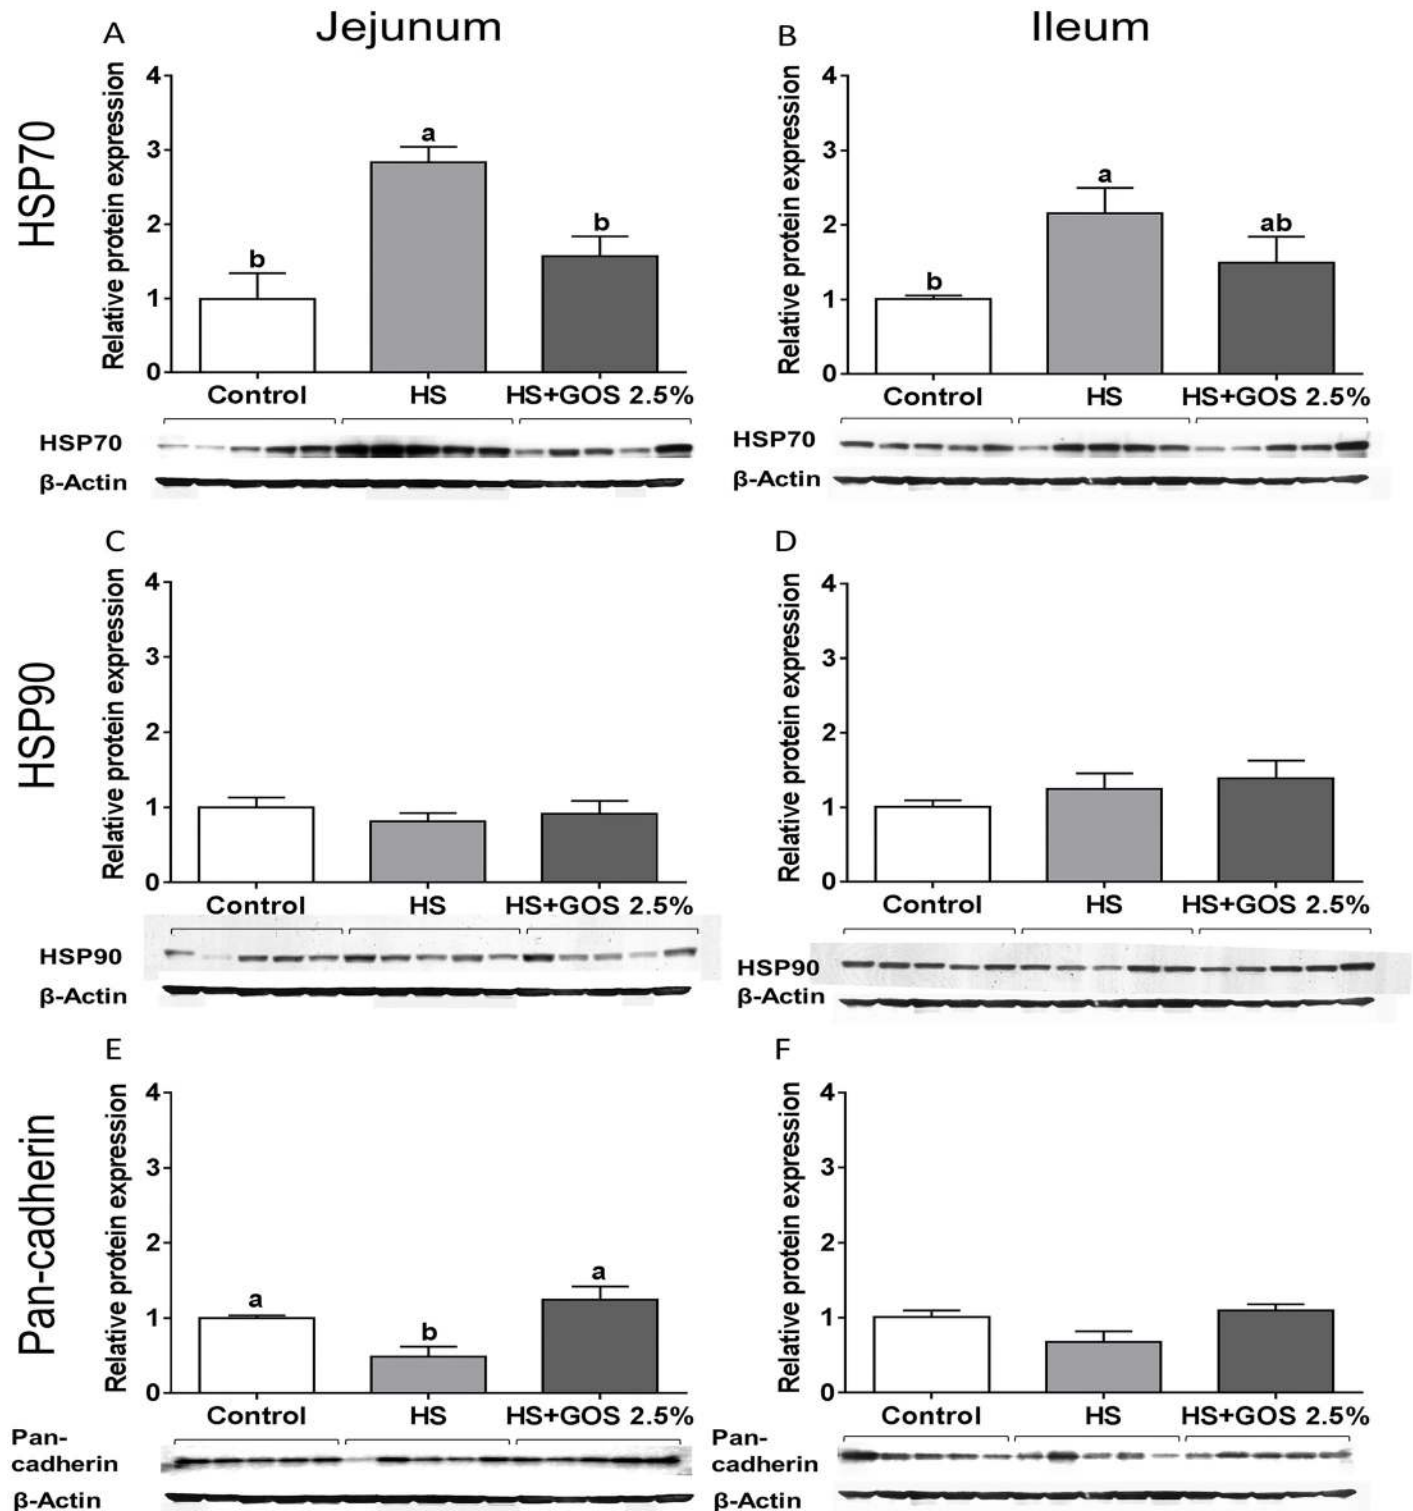 Jejunum
Ileum
A
HSP70
Relative protein expression
4
3
2
1
0
b
a
b
Control HS HS+GOS 2.5%
HSP70
β-Actin
B
Relative protein expression
4
3
2
1
0
b
a
ab
Control HS HS+GOS 2.5%
HSP70
β-Actin
C
HSP90
Relative protein expression
4
3
2
1
0
Control HS HS+GOS 2.5%
HSP90
β-Actin
D
Relative protein expression
4
3
2
1
0
Control HS HS+GOS 2.5%
HSP90
β-Actin
E
Pan-cadherin
Relative protein expression
4
3
2
1
0
a
b
a
Control HS HS+GOS 2.5%
Pan-
cadherin
β-Actin
F
Relative protein expression
4
3
2
1
0
Control HS HS+GOS 2.5%
Pan-
cadherin
β-Actin